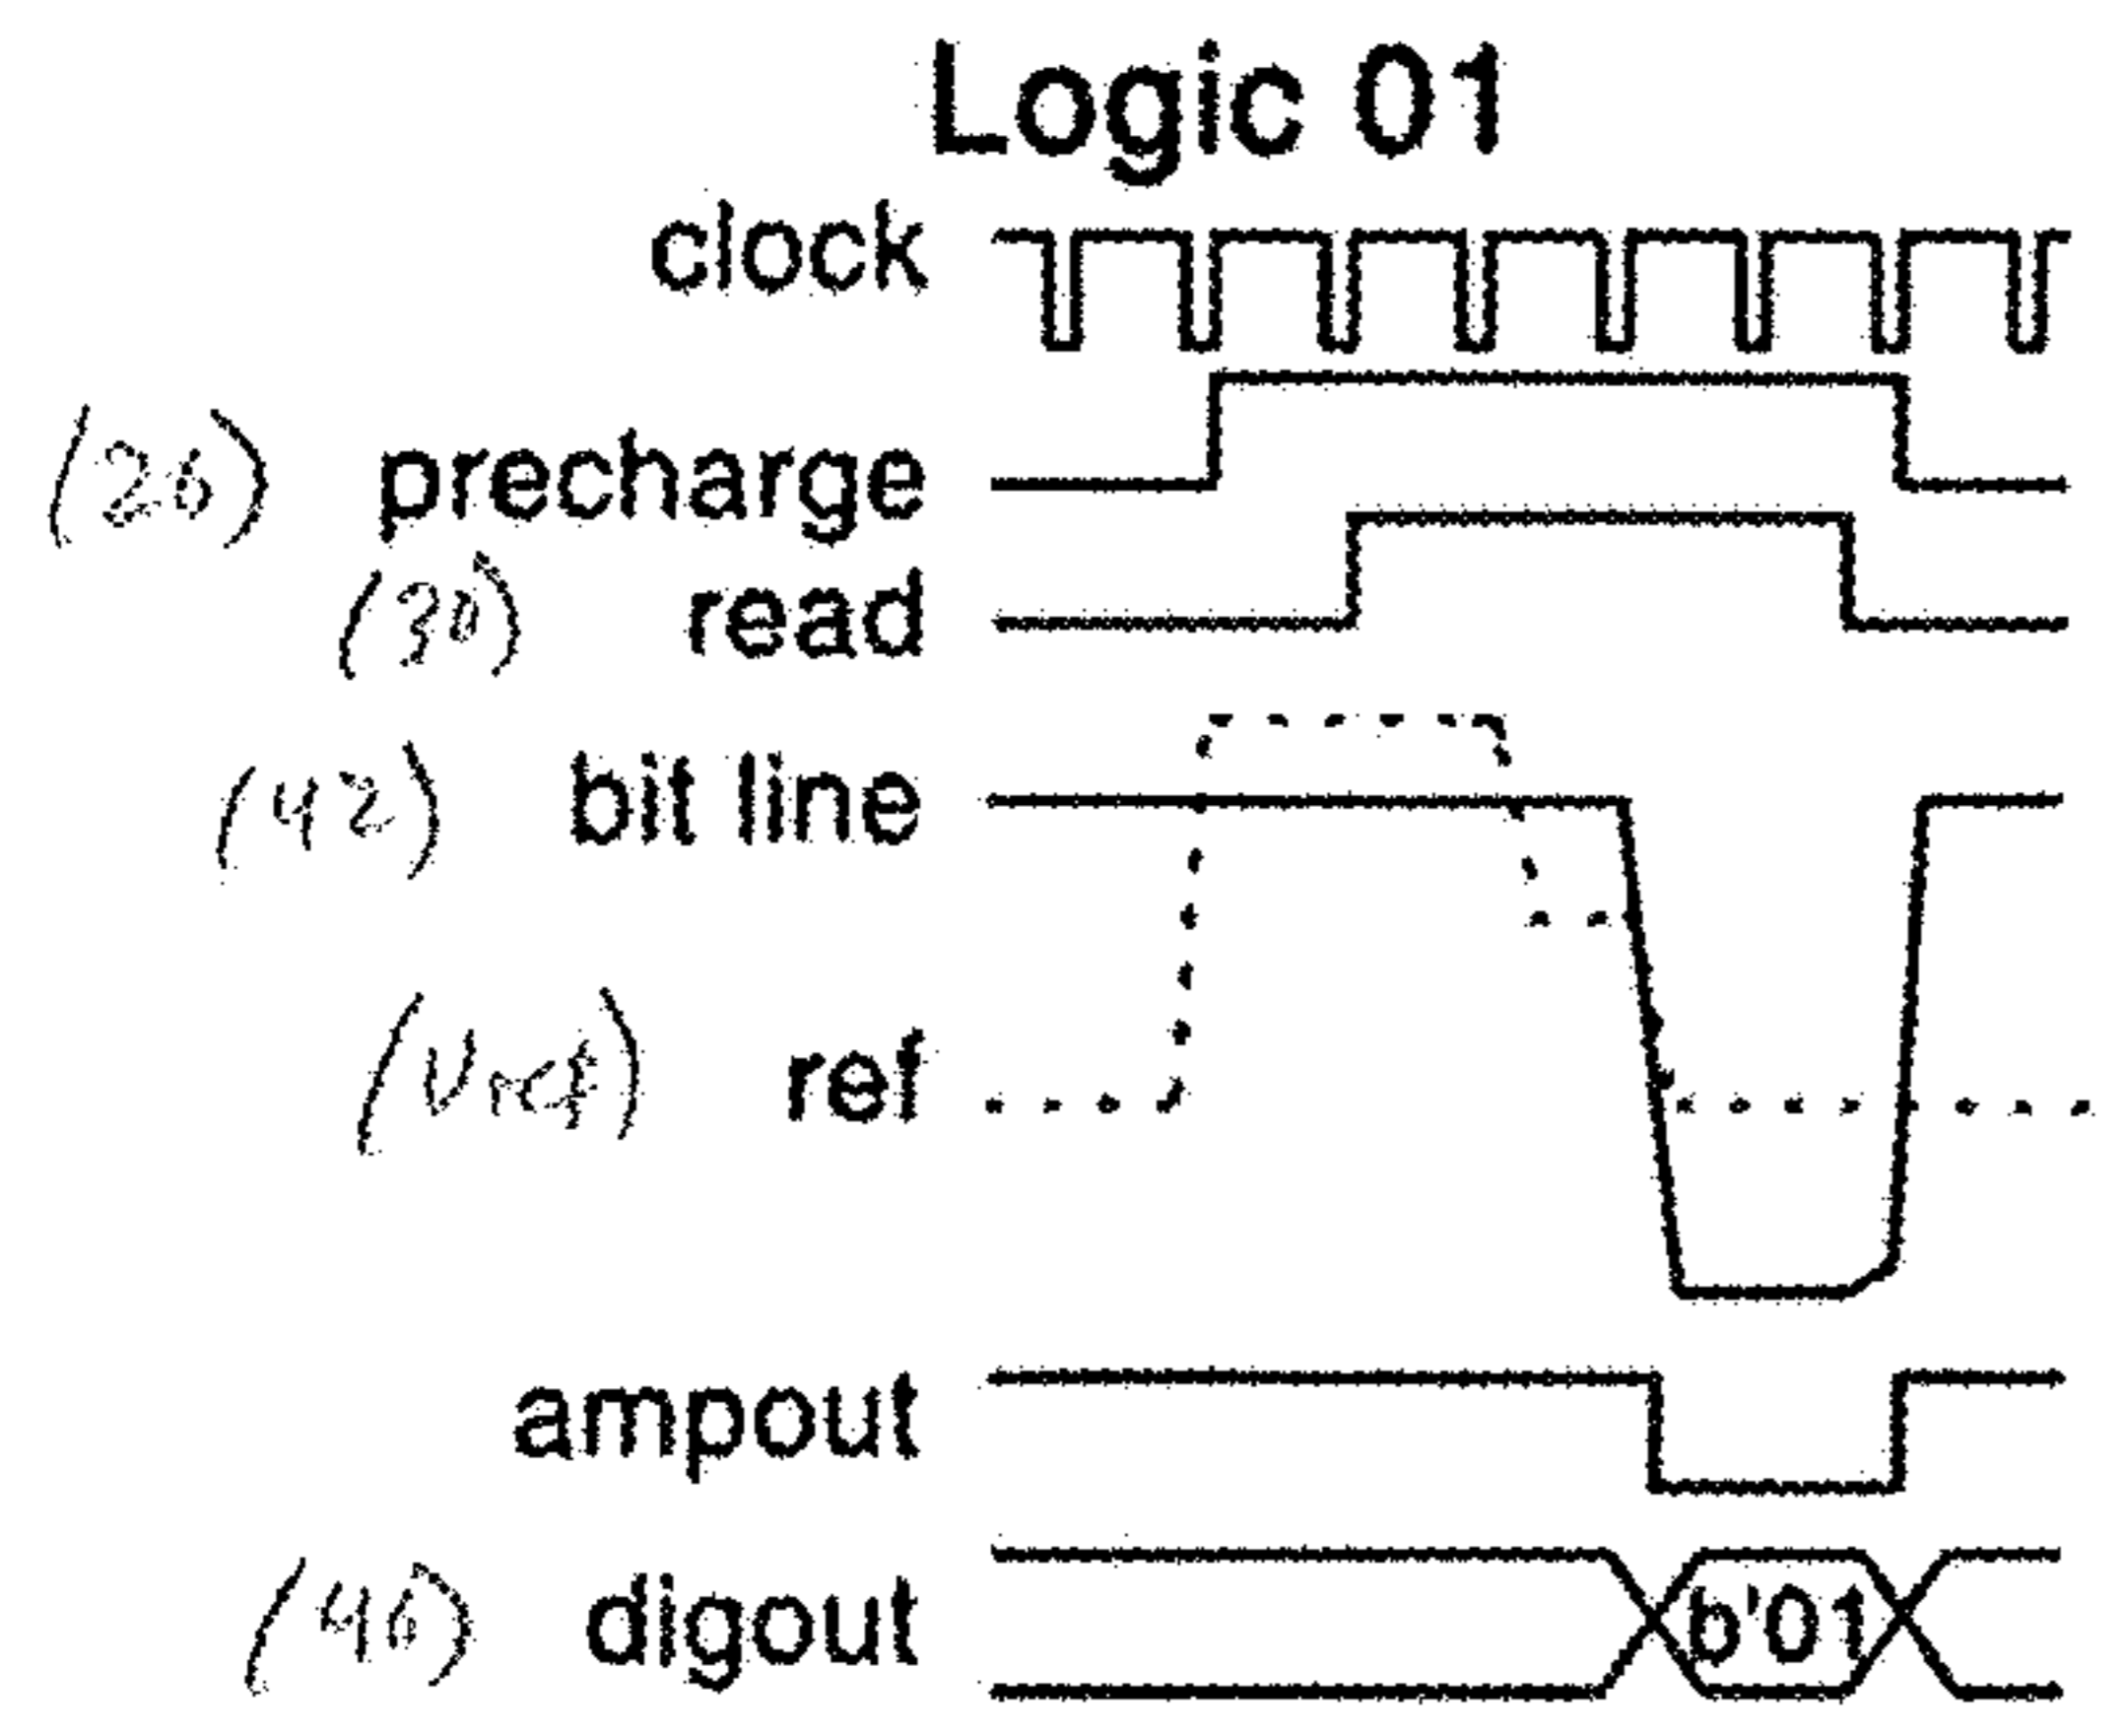 Logic 01
clock
(26) precharge
(30) read
(42) bit line
(Vref) ref
ampout
(46) digout
b'01